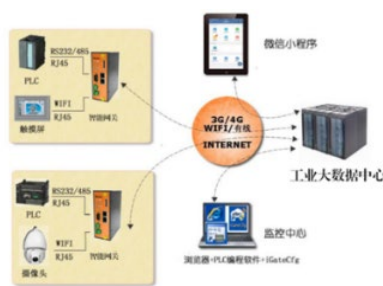 RS232/485
RJ45
PLC
WIFI
RJ45
触摸屏
智能网关
微信小程序
3G/4G
WIFI/有线
INTERNET
工业大数据中心
RS232/485
RJ45
PLC
WIFI
RJ45
摄像头
智能网关
监控中心
浏览器+PLC编程软件+iGateCfg